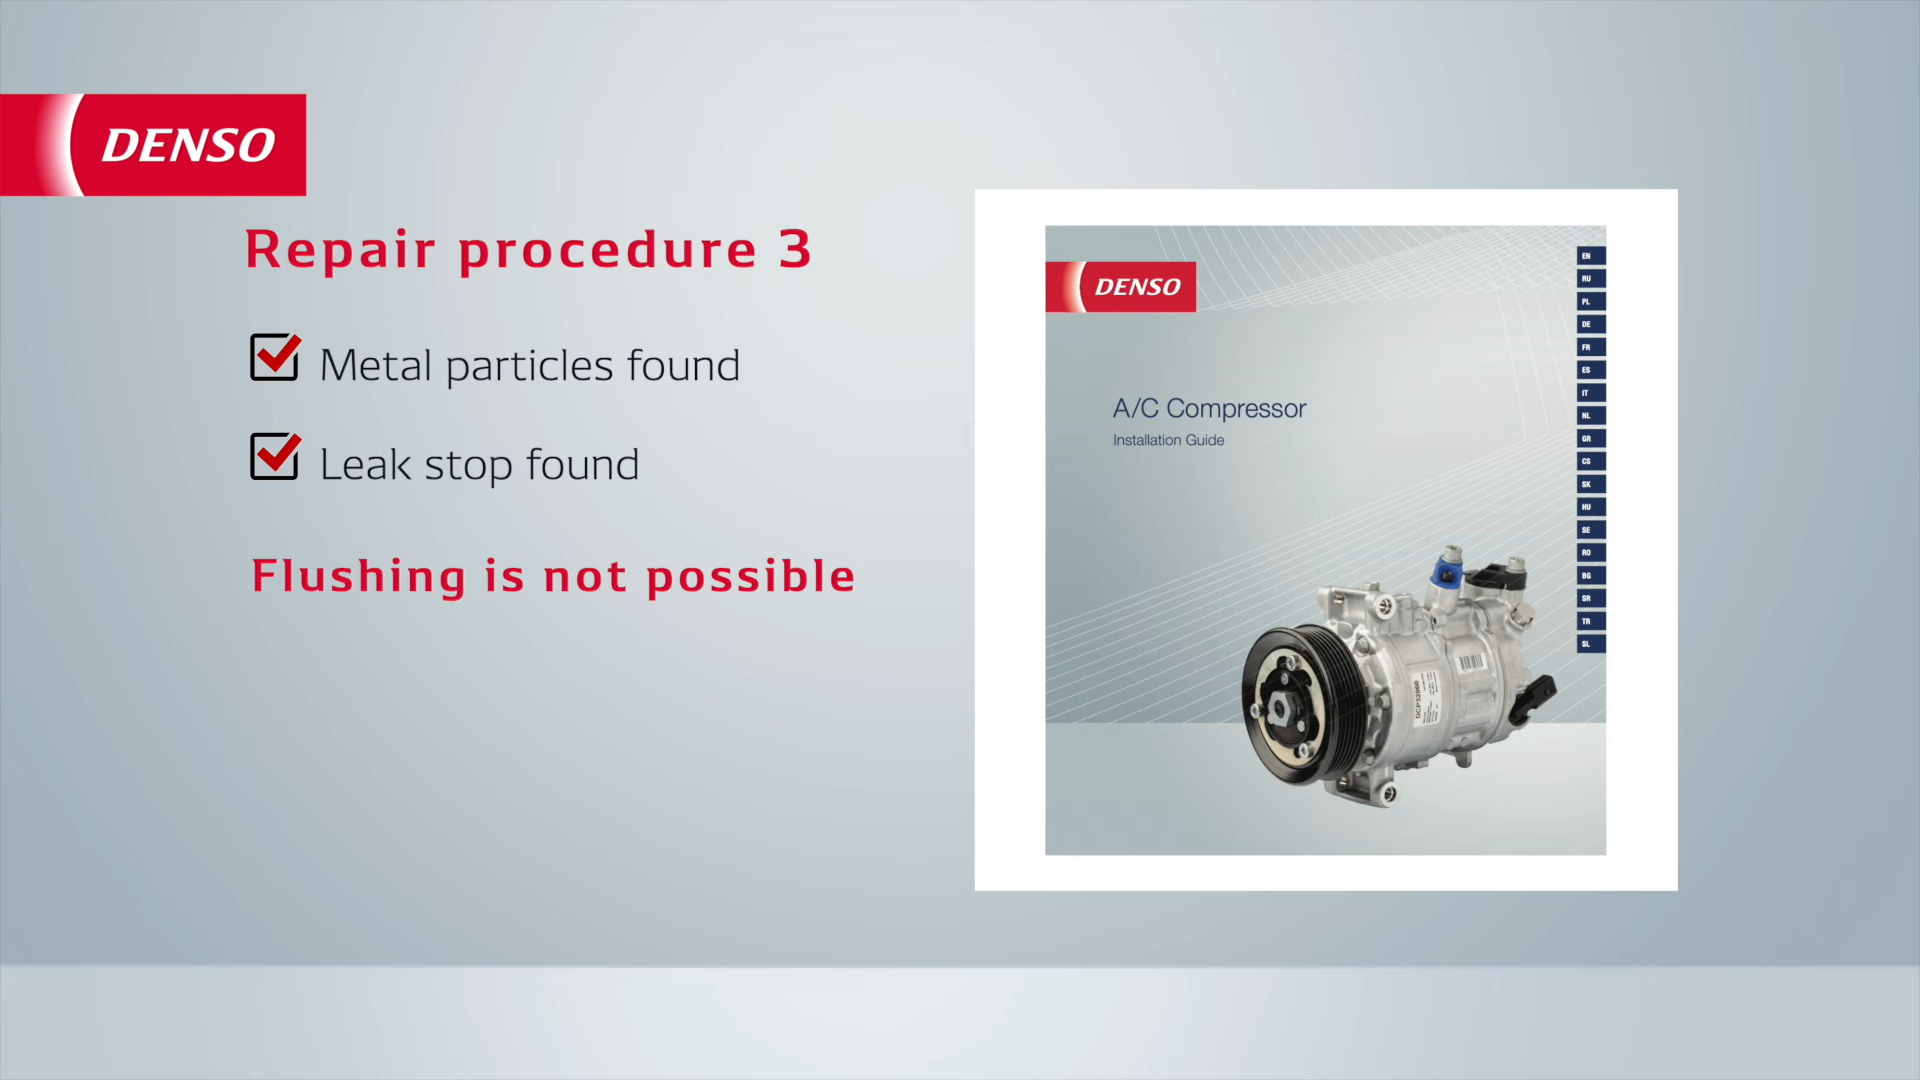 DENSO
Repair procedure 3
Metal particles found
Leak stop found
Flushing is not possible
DENSO
A/C Compressor
Installation Guide
EN
RU
PL
DE
FR
ES
IT
NL
GR
CS
SK
HU
SE
RO
BG
SR
TR
SL
DCP32060